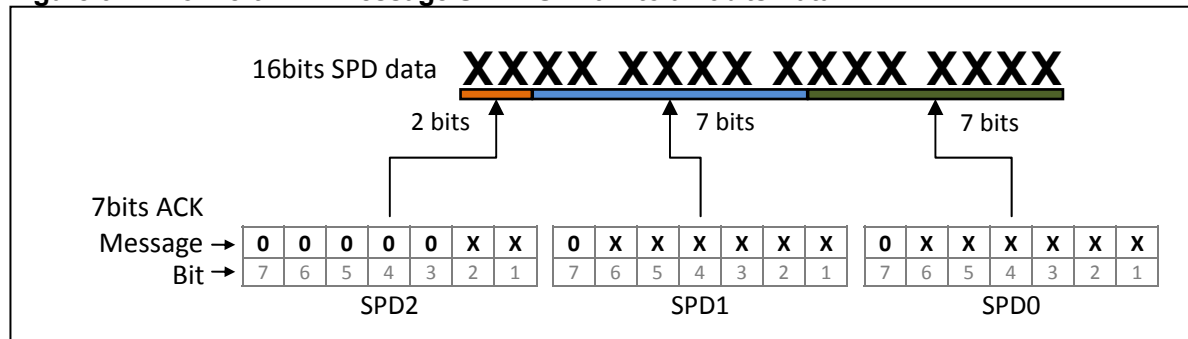 16bits SPD data XXXX XXXX XXXX XXXX
2 bits 7 bits 7 bits
7bits ACK
Message 0 0 0 0 0 X X 0 X X X X X X 0 X X X X X X
Bit 7 6 5 4 3 2 1 7 6 5 4 3 2 1 7 6 5 4 3 2 1
SPD2 SPD1 SPD0